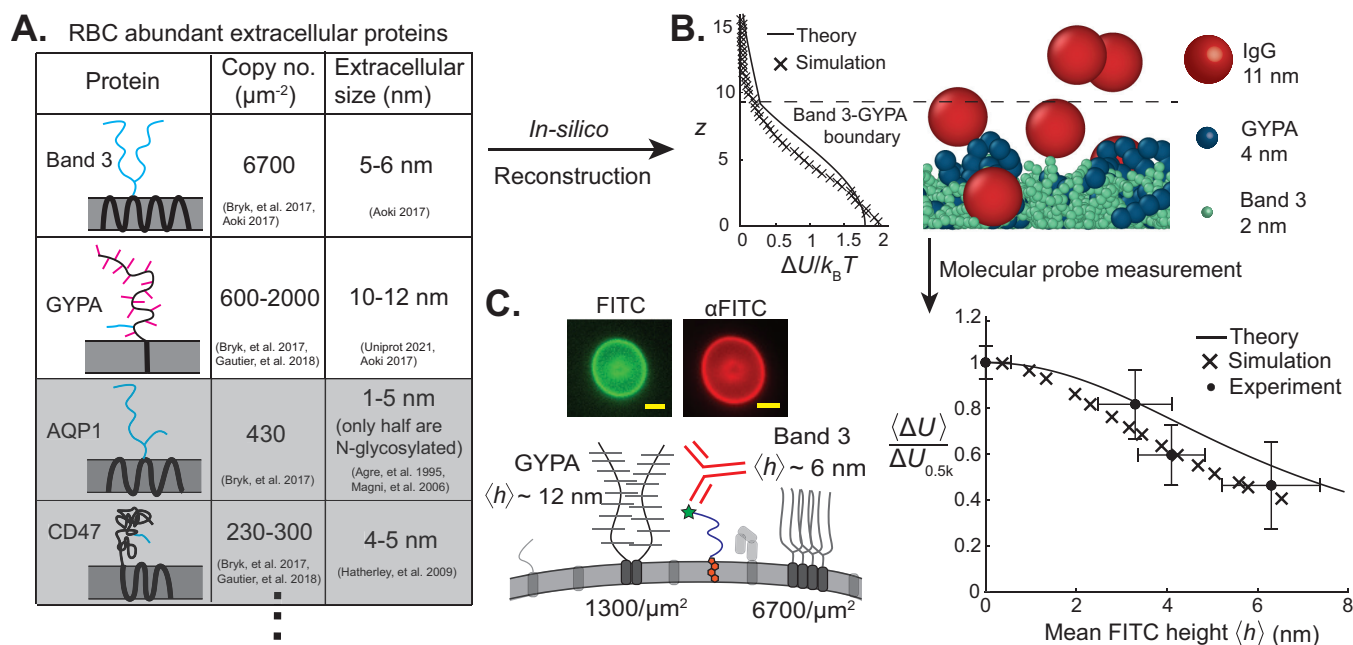 A.
RBC abundant extracellular proteins
Protein
Copy no.
(μm-2)
Extracellular
size (nm)
Band 3
6700
(Bryk, et al. 2017,
Aoki 2017)
5-6 nm
(Aoki 2017)
GYPA
600-2000
(Bryk, et al. 2017,
Gautier, et al. 2018)
10-12 nm
(Uniprot 2021,
Aoki 2017)
AQP1
430
(Bryk, et al. 2017)
1-5 nm
(only half are
N-glycosylated)
(Agre, et al. 1995,
Magni, et al. 2006)
CD47
230-300
(Bryk, et al. 2017,
Gautier, et al. 2018)
4-5 nm
(Hatherley, et al. 2009)
In-silico
Reconstruction
B.
15
10
5
0
z
Theory
Simulation
Band 3-GYPA
boundary
0
0.5
1
1.5
2
ΔU/kBT
IgG
11 nm
GYPA
4 nm
Band 3
2 nm
Molecular probe measurement
C.
FITC
αFITC
GYPA
⟨h⟩~ 12 nm
Band 3
⟨h⟩~ 6 nm
1300/μm2
6700/μm2
⟨ΔU⟩
ΔU0.5k
1.2
1
0.8
0.6
0.4
0.2
0
Theory
Simulation
Experiment
0
2
4
6
8
Mean FITC height ⟨h⟩ (nm)